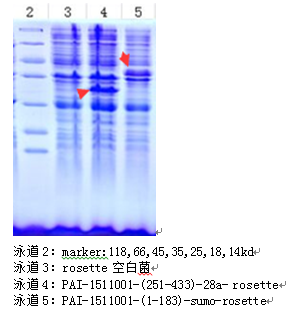 2 3 4 5
泳道 2：marker:118,66,45,35,25,18,14kd
泳道 3：rosette 空白菌
泳道 4：PAI-1511001-(251-433)-28a- rosette
泳道 5：PAI-1511001-(1-183)-sumo-rosette